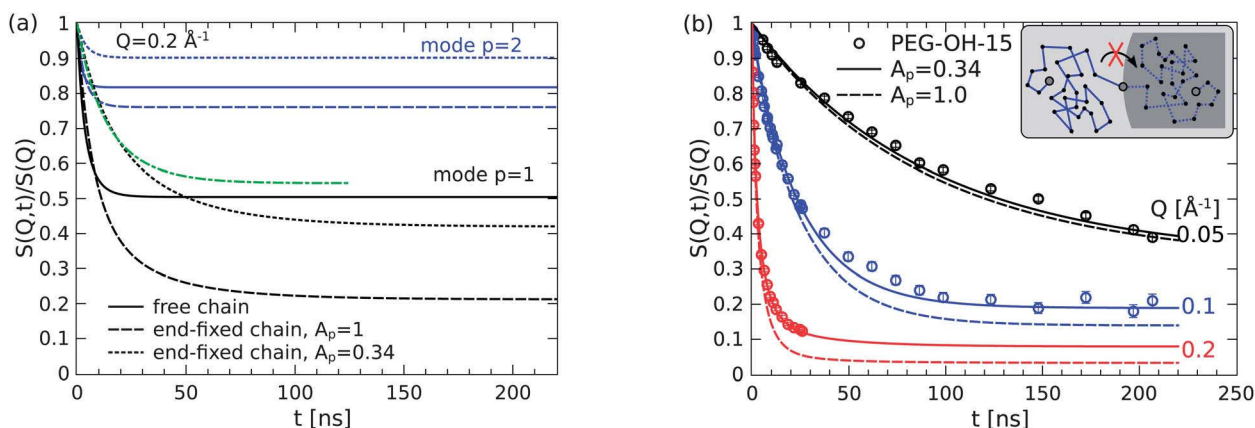 (a)
S(Q,t)/S(Q)
1
0.9
0.8
0.7
0.6
0.5
0.4
0.3
0.2
0.1
0
Q=0.2 Å-1
mode p=2
mode p=1
free chain
end-fixed chain, Ap=1
end-fixed chain, Ap=0.34
0 50 100 150 200
t [ns]
(b)
S(Q,t)/S(Q)
1
0.9
0.8
0.7
0.6
0.5
0.4
0.3
0.2
0.1
0
PEG-OH-15
Ap=0.34
Ap=1.0
Q [Å-1]
0.05
0.1
0.2
0 50 100 150 200 250
t [ns]